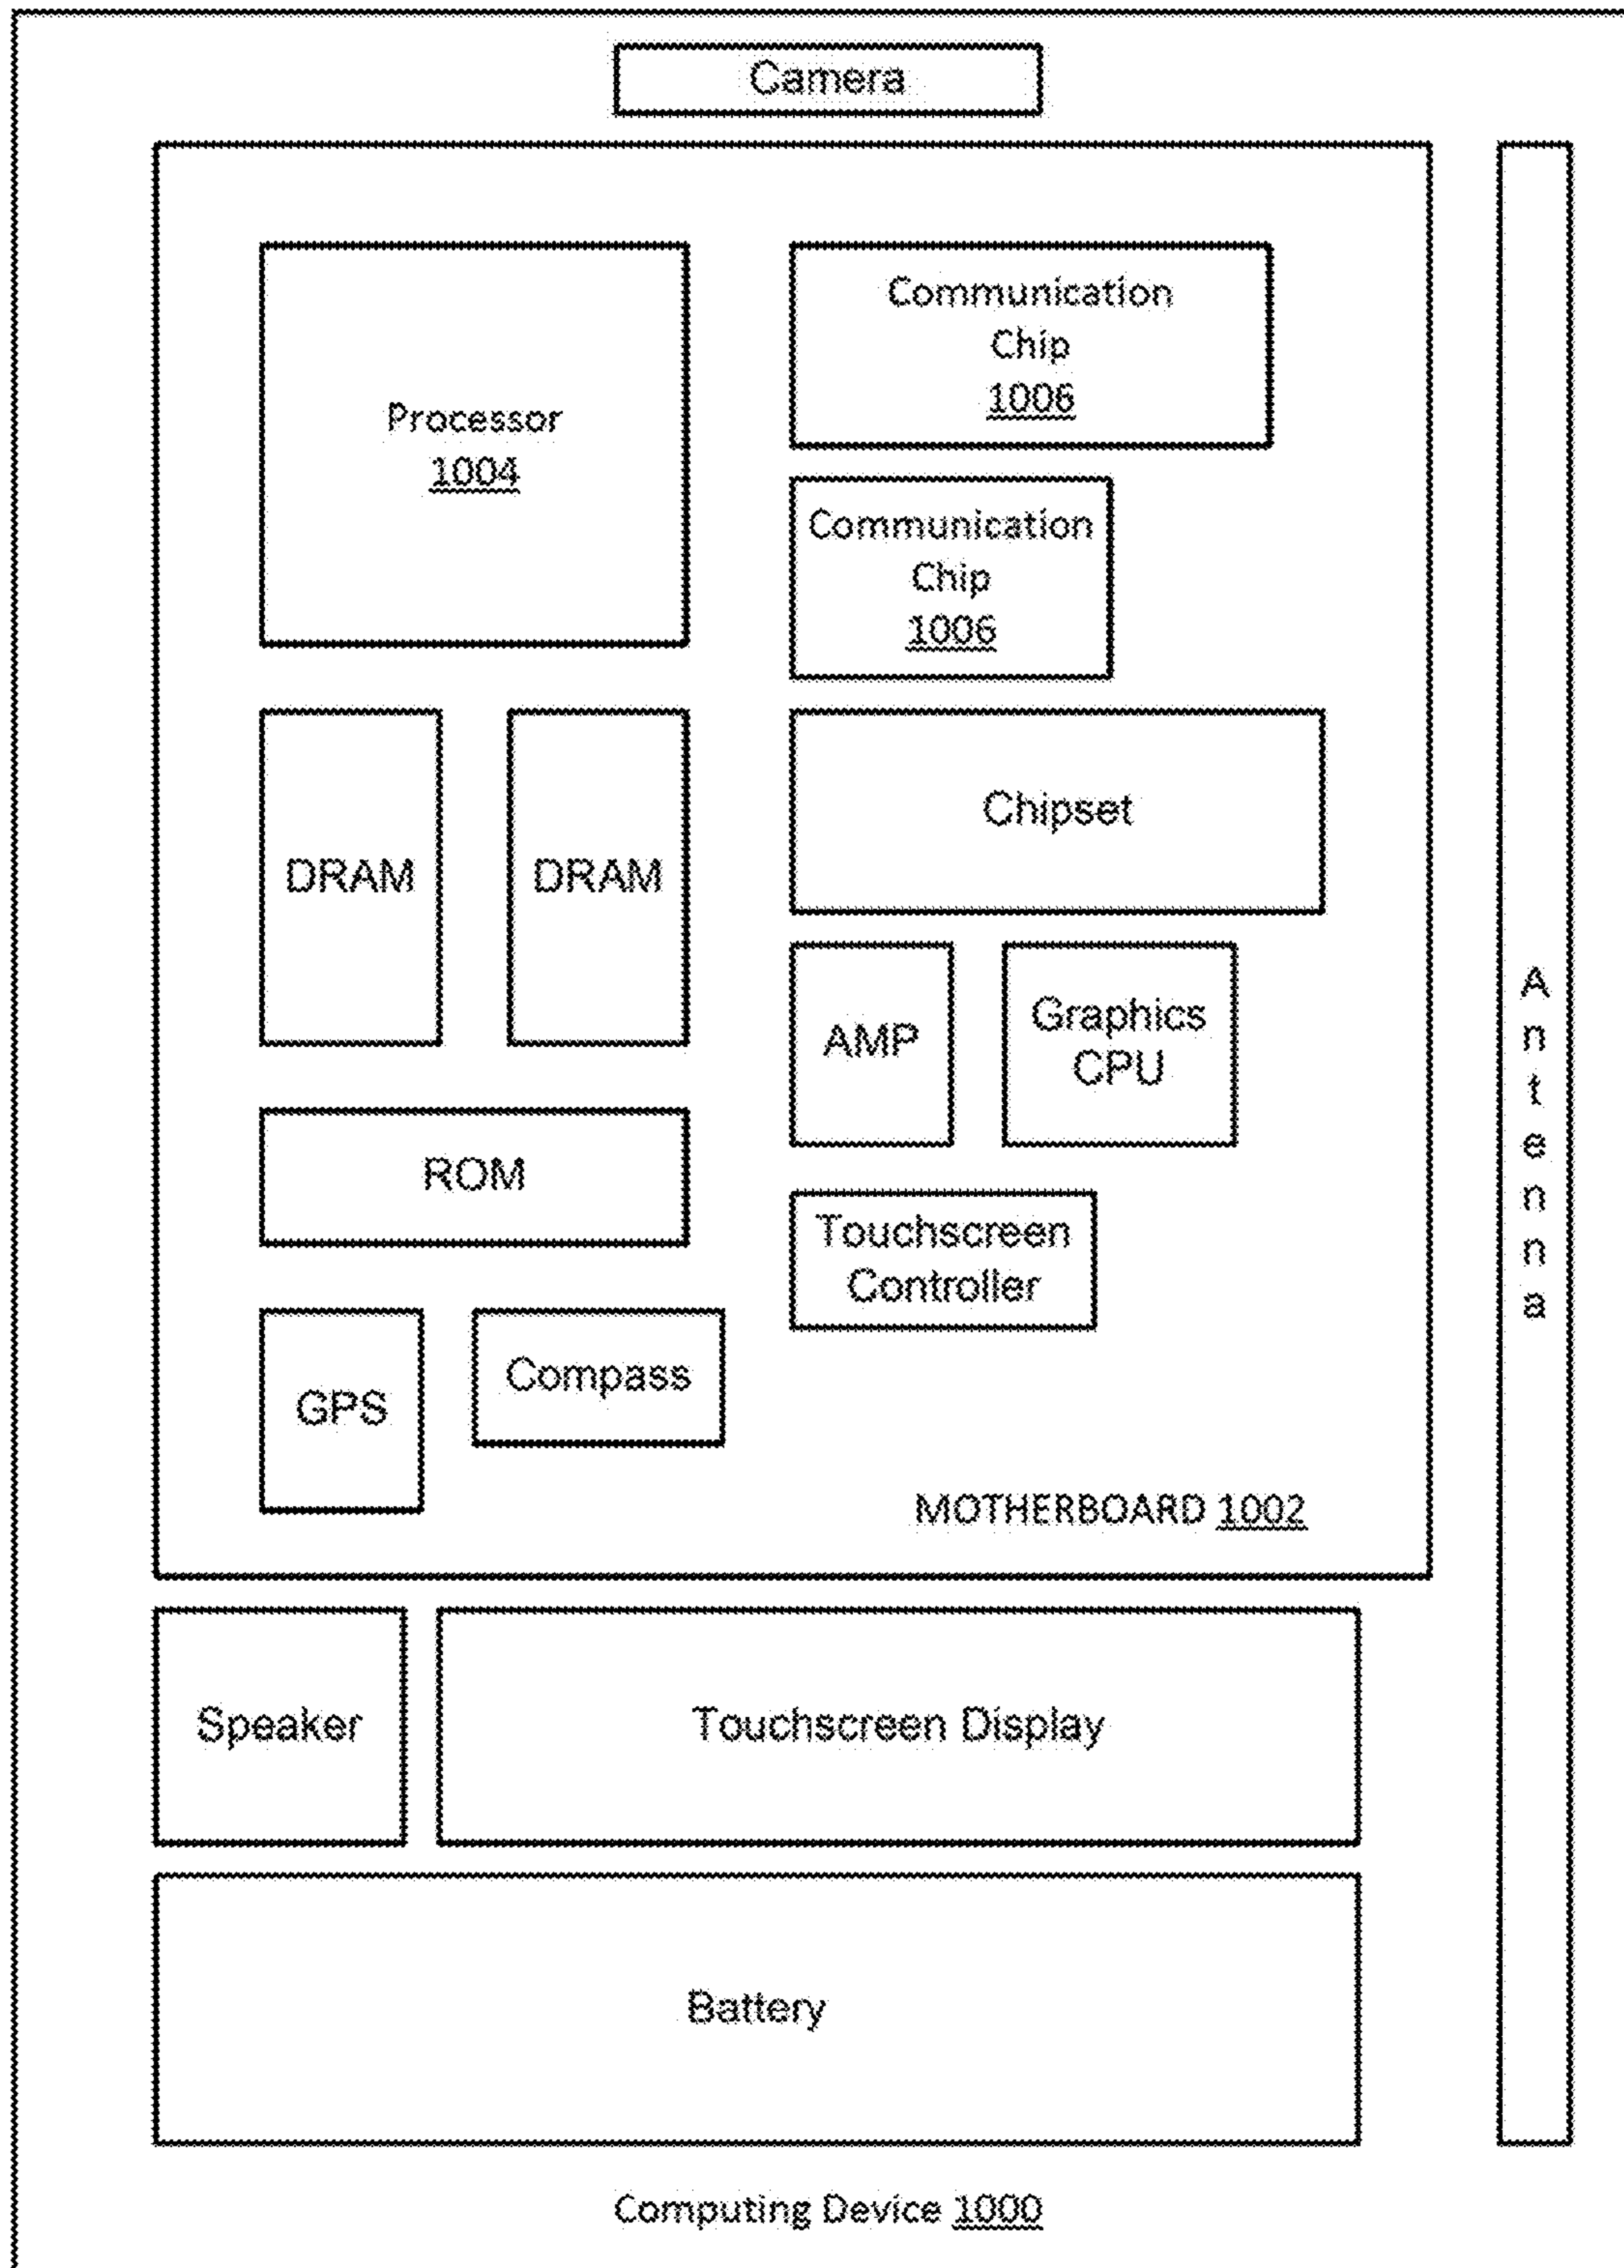 Camera
Processor
1004
Communication
Chip
1006
Communication
Chip
1006
DRAM
DRAM
Chipset
AMP
Graphics
CPU
ROM
Touchscreen
Controller
GPS
Compass
MOTHERBOARD 1002
Antenna
Speaker
Touchscreen Display
Battery
Computing Device 1000